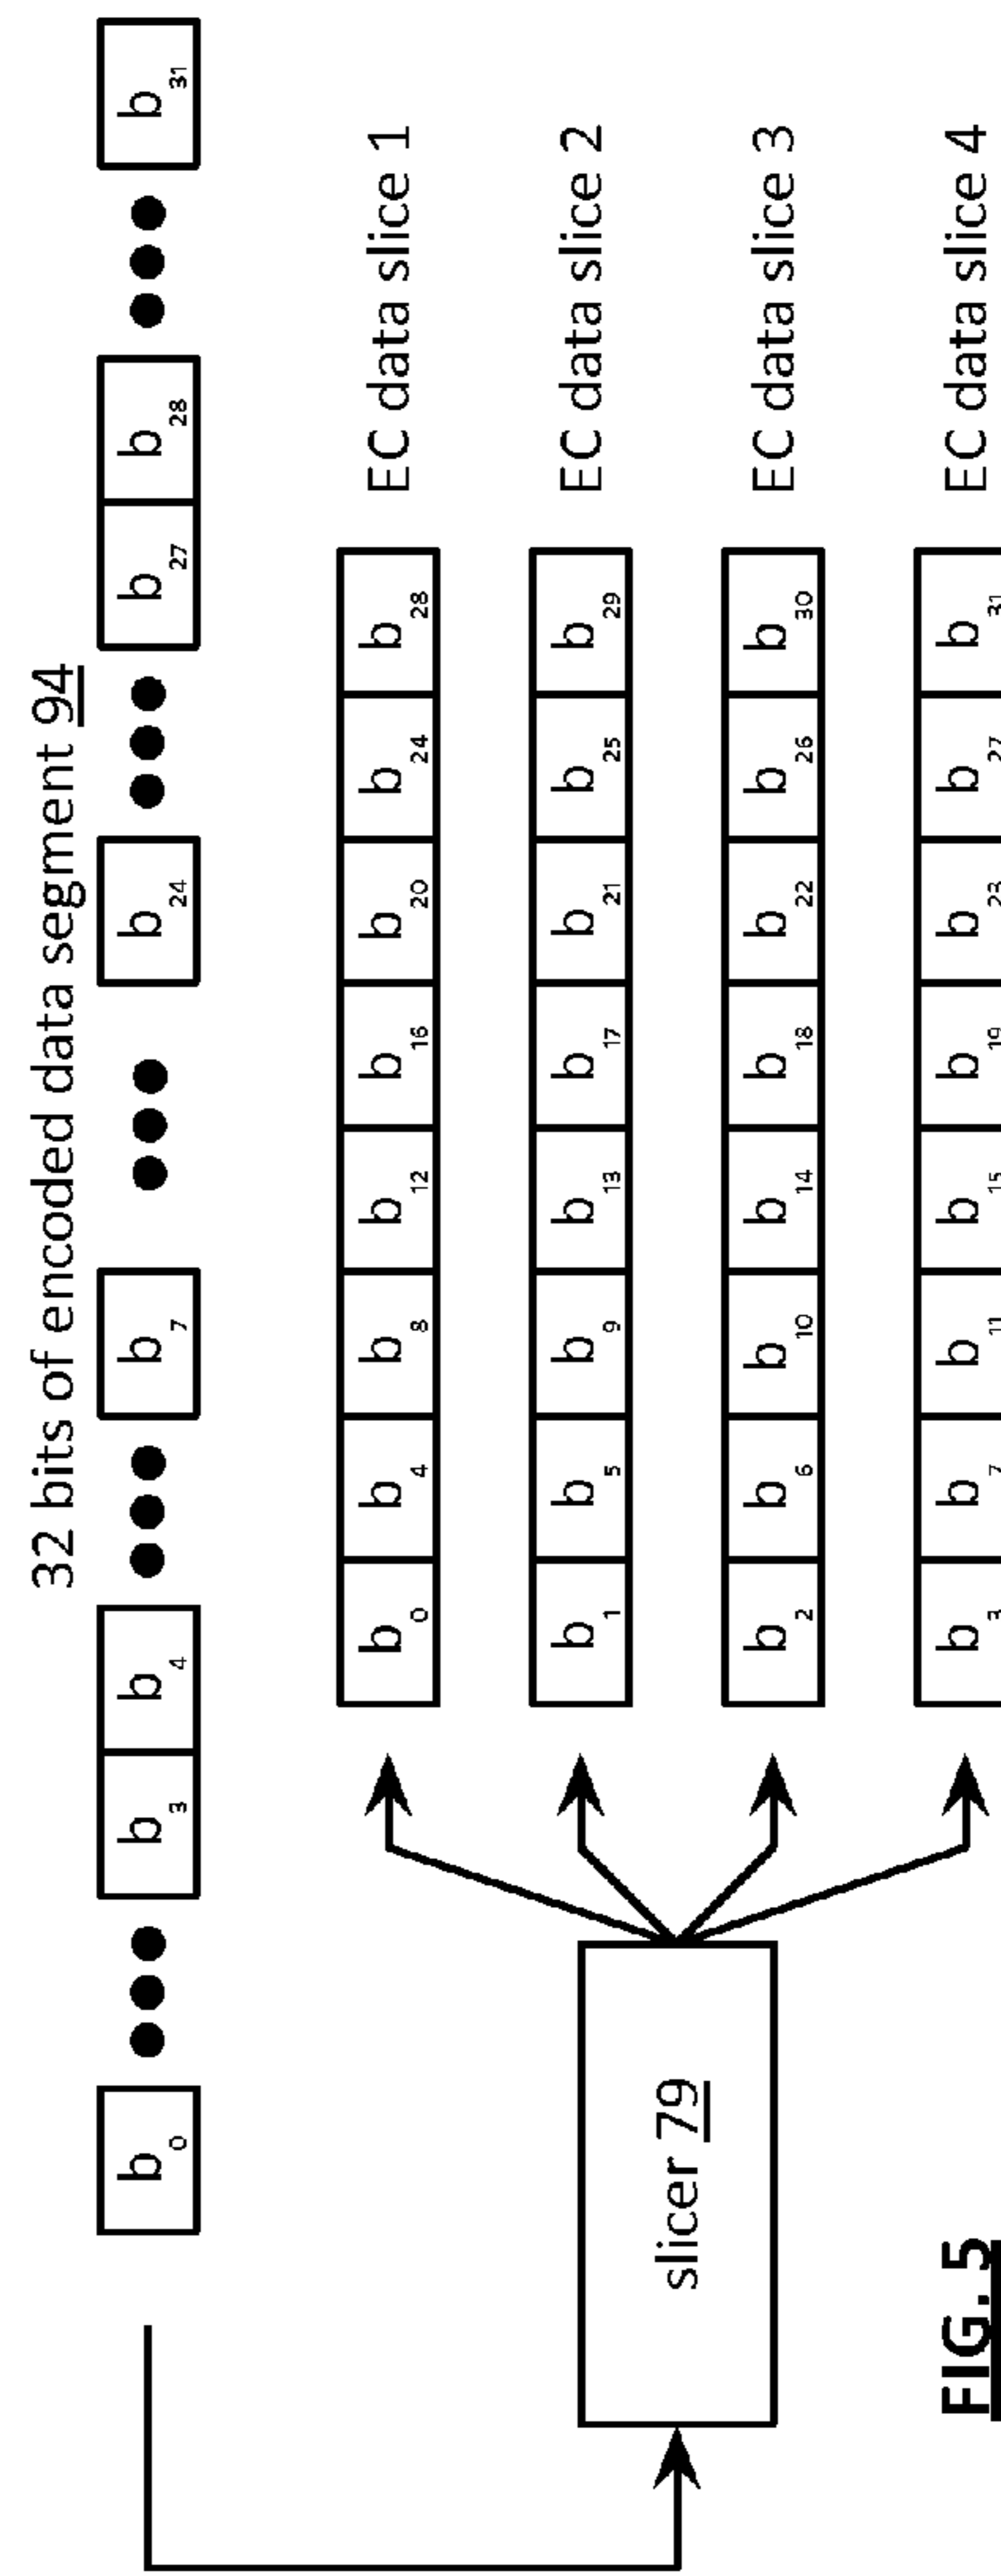 32 bits of encoded data segment 94
b0 ●●● b3 b4 ●●● b7 ●●● b24 ●●● b27 b28 ●●● b31
b0 b4 b8 b12 b16 b20 b24 b28 EC data slice 1
b1 b5 b9 b13 b17 b21 b25 b29 EC data slice 2
slicer 79
b2 b6 b10 b14 b18 b22 b26 b30 EC data slice 3
b3 b7 b11 b15 b19 b23 b27 b31 EC data slice 4
FIG. 5